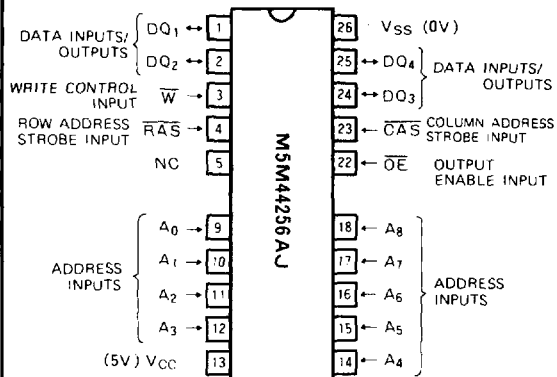 DATA INPUTS/ OUTPUTS
DQ₁ ↔ 1
DQ₂ ↔ 2
WRITE CONTROL INPUT W̅ → 3
ROW ADDRESS STROBE INPUT R̅A̅S̅ → 4
NC 5
ADDRESS INPUTS
A₀ → 9
A₁ → 10
A₂ → 11
A₃ → 12
(5V) VCC 13
M5M44256AJ
26 VSS (0V)
25 ↔ DQ₄
24 ↔ DQ₃
DATA INPUTS/ OUTPUTS
23 ← C̅A̅S̅ COLUMN ADDRESS STROBE INPUT
22 ← O̅E̅ OUTPUT ENABLE INPUT
18 ← A₈
17 ← A₇
16 ← A₆
15 ← A₅
14 ← A₄
ADDRESS INPUTS